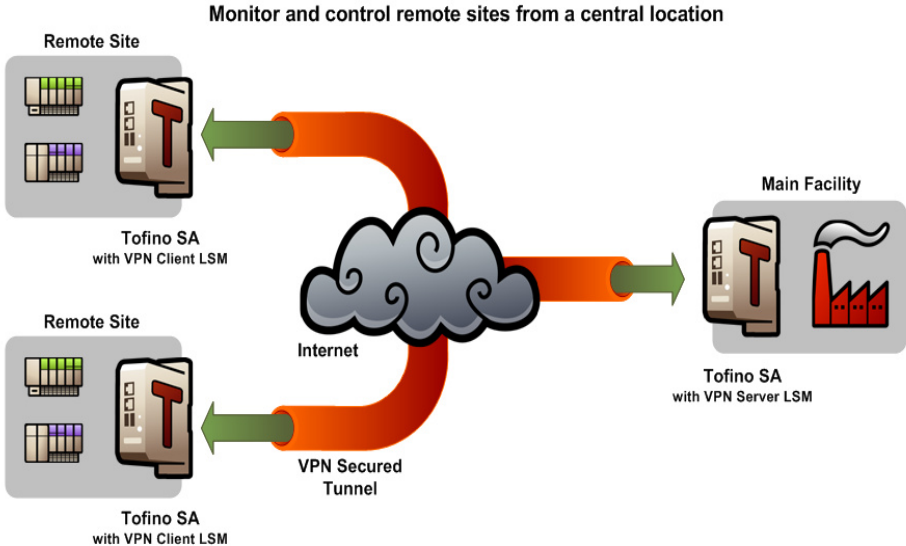 Monitor and control remote sites from a central location
Remote Site
T
Tofino SA
with VPN Client LSM
Main Facility
T
Tofino SA
with VPN Server LSM
Internet
Remote Site
T
Tofino SA
with VPN Client LSM
VPN Secured
Tunnel